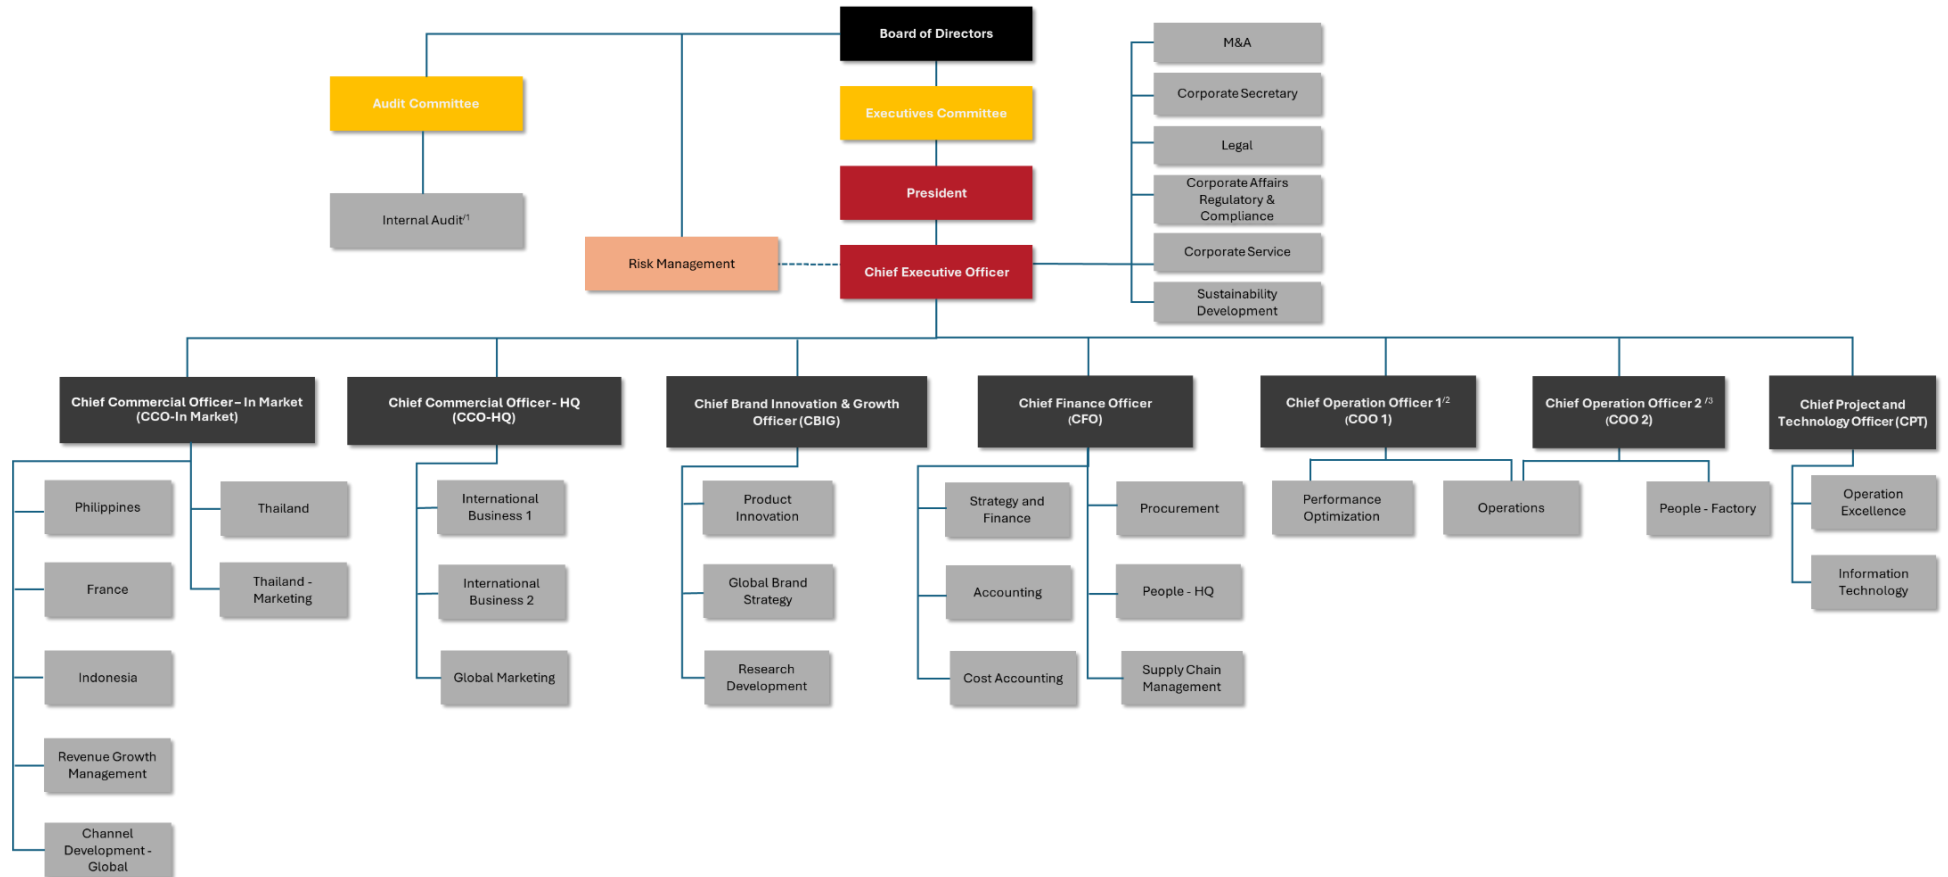 Board of Directors
M&A
Corporate Secretary
Audit Committee
Executives Committee
Legal
President
Corporate Affairs
Regulatory &
Compliance
Internal Audit/1
Corporate Service
Risk Management
Chief Executive Officer
Sustainability
Development
Chief Commercial Officer – In Market
(CCO-In Market)
Chief Commercial Officer - HQ
(CCO-HQ)
Chief Brand Innovation & Growth
Officer (CBIG)
Chief Finance Officer
(CFO)
Chief Operation Officer 1/2
(COO 1)
Chief Operation Officer 2 /3
(COO 2)
Chief Project and
Technology Officer (CPT)
Philippines
Thailand
France
Thailand -
Marketing
Indonesia
Revenue Growth
Management
Channel
Development -
Global
International
Business 1
International
Business 2
Global Marketing
Product
Innovation
Global Brand
Strategy
Research
Development
Strategy and
Finance
Procurement
Accounting
People - HQ
Cost Accounting
Supply Chain
Management
Performance
Optimization
Operations
People - Factory
Operation
Excellence
Information
Technology